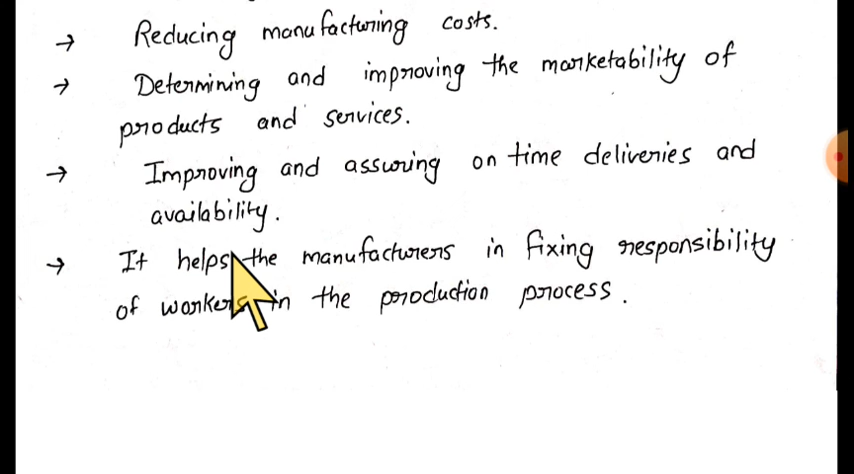 → Reducing manufacturing costs.
→ Determining and improving the marketability of
products and services.
→ Improving and assuring on time deliveries and
availability.
→ It helps the manufacturers in fixing responsibility
of workers in the production process.